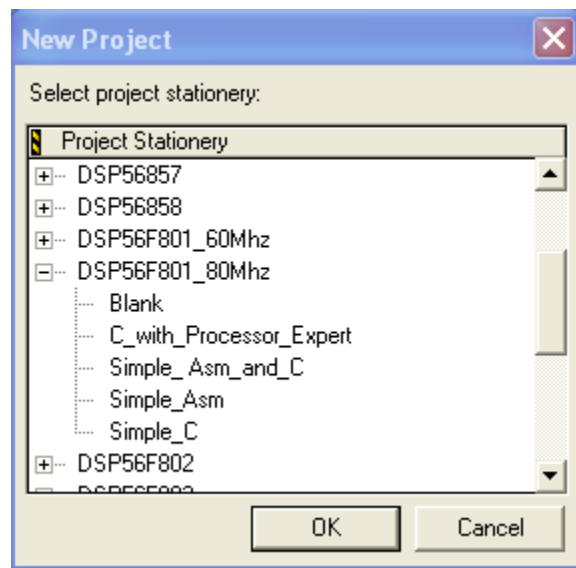 New Project
Select project stationery:
Project Stationery
DSP56857
DSP56858
DSP56F801_60Mhz
DSP56F801_80Mhz
Blank
C_with_Processor_Expert
Simple_ Asm_and_C
Simple_Asm
Simple_C
DSP56F802
OK Cancel